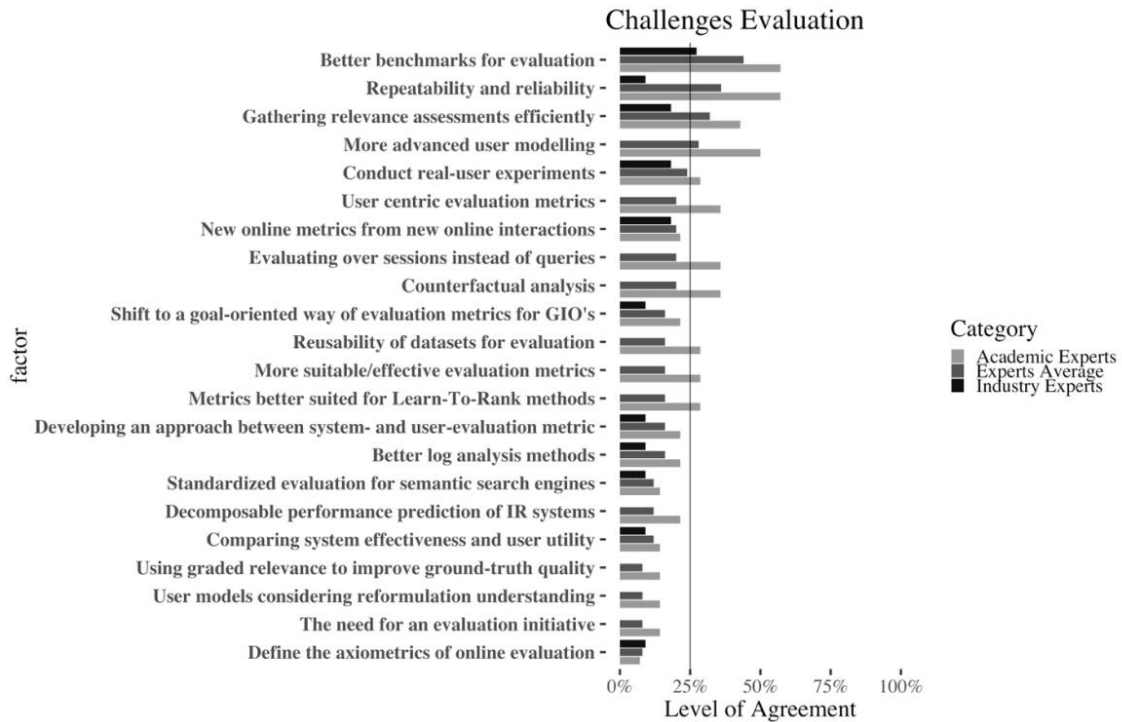 Challenges Evaluation
Better benchmarks for evaluation
Repeatability and reliability
Gathering relevance assessments efficiently
More advanced user modelling
Conduct real-user experiments
User centric evaluation metrics
New online metrics from new online interactions
Evaluating over sessions instead of queries
Counterfactual analysis
Shift to a goal-oriented way of evaluation metrics for GIO's
Reusability of datasets for evaluation
More suitable/effective evaluation metrics
Metrics better suited for Learn-To-Rank methods
Developing an approach between system- and user-evaluation metric
Better log analysis methods
Standardized evaluation for semantic search engines
Decomposable performance prediction of IR systems
Comparing system effectiveness and user utility
Using graded relevance to improve ground-truth quality
User models considering reformulation understanding
The need for an evaluation initiative
Define the axiometrics of online evaluation
factor
0% 25% 50% 75% 100%
Level of Agreement
Category
Academic Experts
Experts Average
Industry Experts